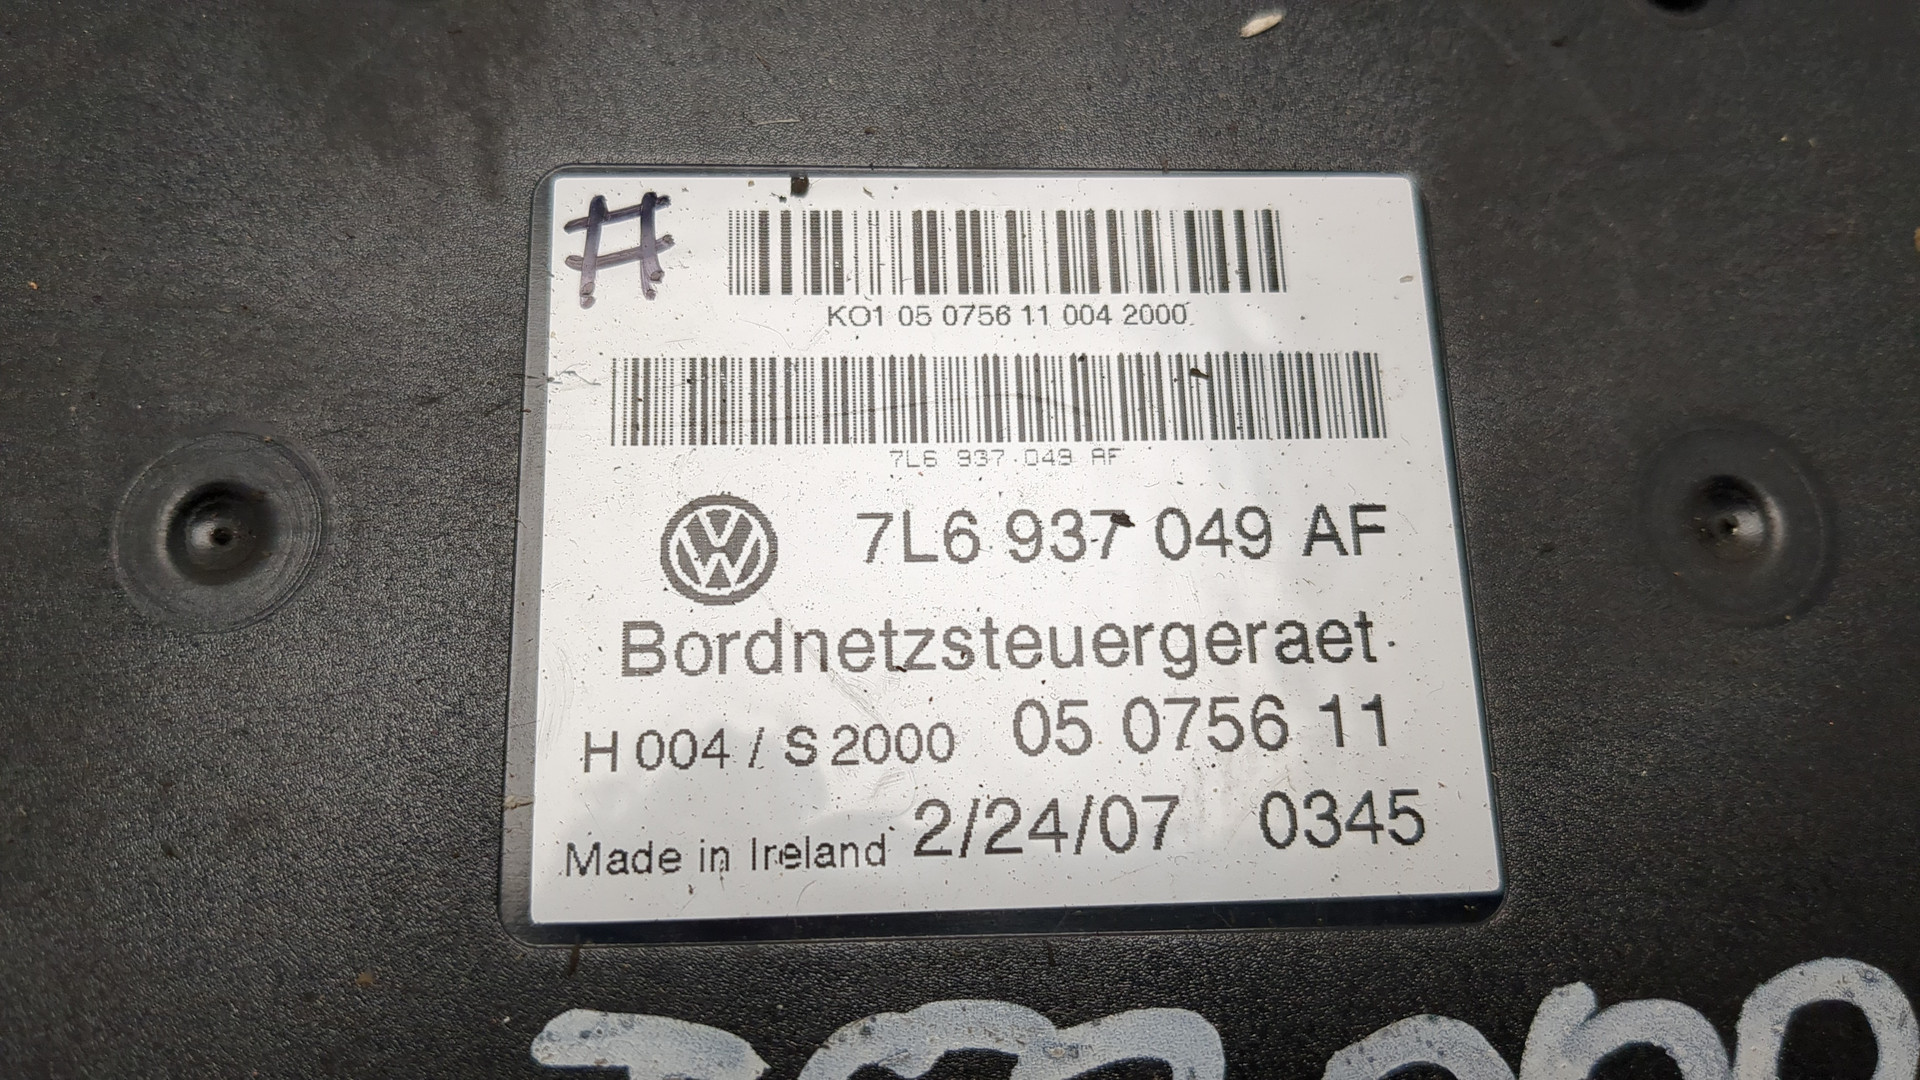 #
KO1 05 0756 11 004 2000
7L6 937 049 AF
7L6 937 049 AF
Bordnetzsteuergeraet
H 004 / S 2000 05 0756 11
Made in Ireland 2/24/07 0345